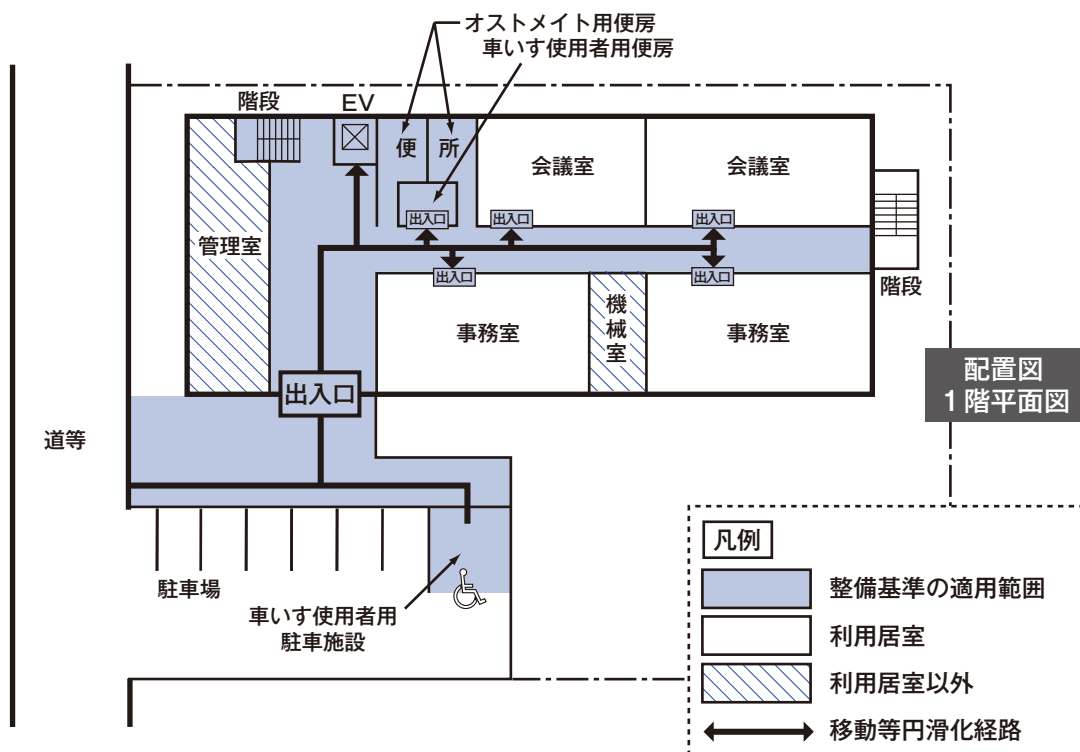 オストメイト用便房
車いす使用者用便房
階段
EV
便
所
会議室
会議室
出入口
出入口
出入口
管理室
出入口
出入口
階段
事務室
機械室
事務室
出入口
配置図
1階平面図
道等
駐車場
車いす使用者用
駐車施設
凡例
整備基準の適用範囲
利用居室
利用居室以外
移動等円滑化経路